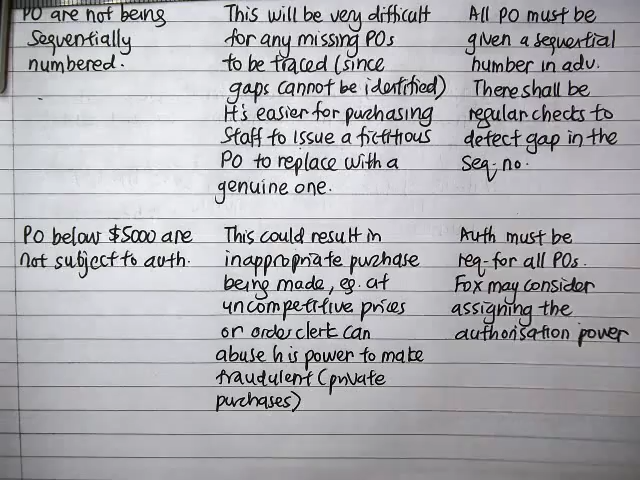 PO are not being
Sequentially
numbered.
This will be very difficult
for any missing POs
to be traced (since
gaps cannot be identified)
It's easier for purchasing
Staff to issue a fictitious
PO to replace with a
genuine one.
All PO must be
given a sequential
number in adv.
There shall be
regular checks to
detect gap in the
seq. no.
PO below $5000 are
not subject to auth.
This could result in
inappropriate purchase
being made, eg. at
uncompetitive prices
or order clerk can
abuse his power to make
fraudulent (private
purchases)
Auth must be
req. for all POs.
Fox may consider
assigning the
authorisation power